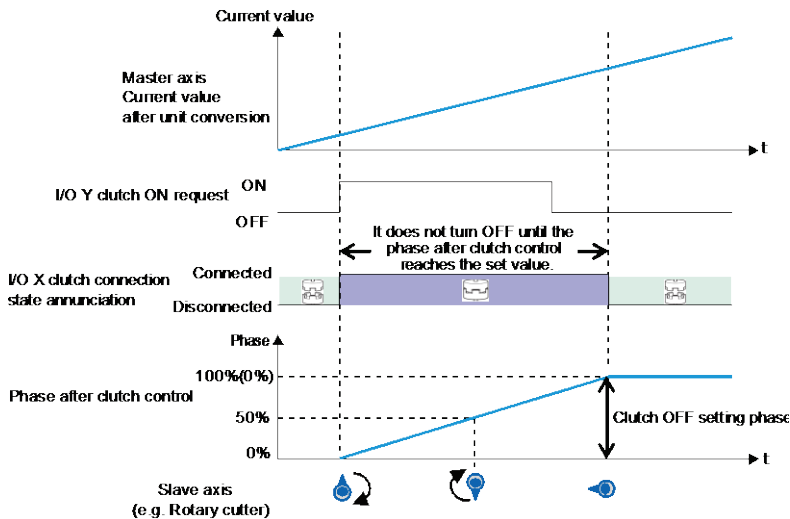 Current value
Master axis
Current value
after unit conversion
t
I/O Y clutch ON request
ON
OFF
It does not turn OFF until the
phase after clutch control
reaches the set value.
I/O X clutch connection
state annunciation
Connected
Disconnected
Phase
100%(0%)
Phase after clutch control
50%
Clutch OFF setting phase
0%
t
Slave axis
(e.g. Rotary cutter)